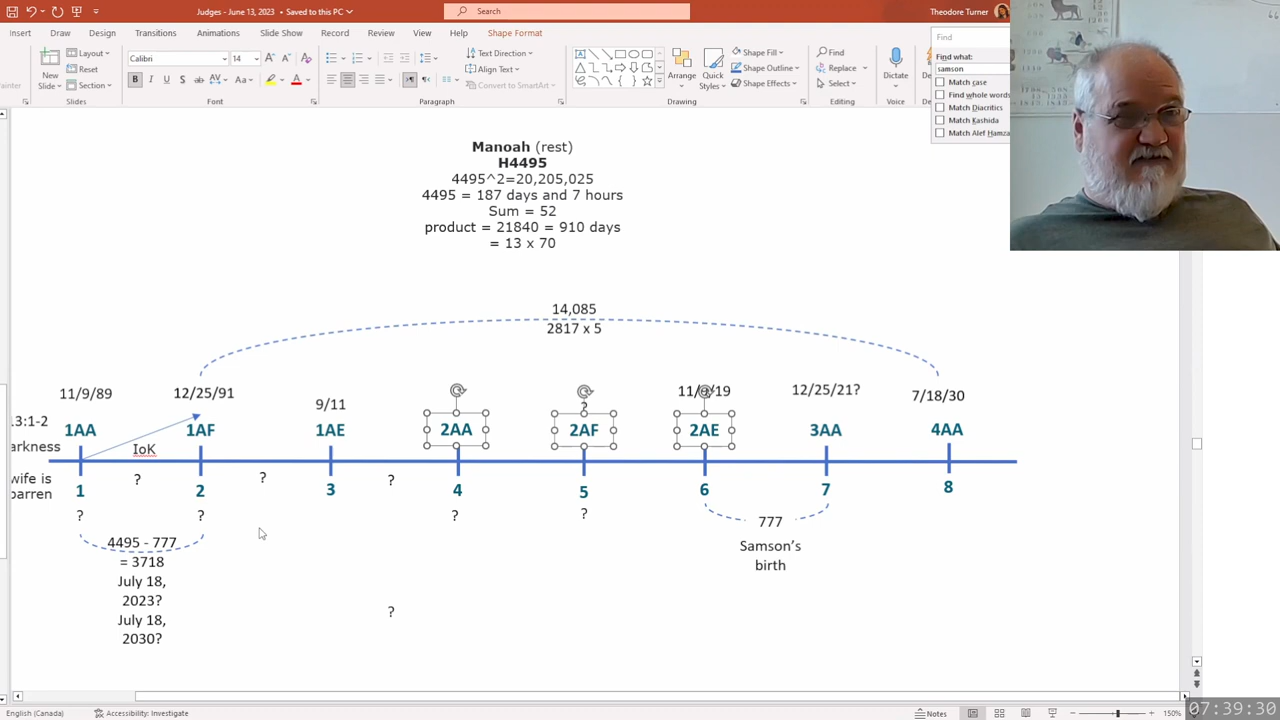 Judges - June 13, 2023 • Saved to this PC
Search
Theodore Turner
Insert Draw Design Transitions Animations Slide Show Record Review View Help Shape Format
New
Slide
Layout
Reset
Section
Slides
Calibri
14
Font
Paragraph
Text Direction
Align Text
Convert to SmartArt
Arrange
Quick
Styles
Shape Fill
Shape Outline
Shape Effects
Drawing
Find
Replace
Select
Editing
Dictate
Voice
Find
Find what:
samson
Match case
Find whole words
Match Diacritics
Match Kashida
Match Alef Hamza
Manoah (rest)
H4495
4495^2=20,205,025
4495 = 187 days and 7 hours
Sum = 52
product = 21840 = 910 days
= 13 x 70
14,085
2817 x 5
11/9/89 12/25/91 9/11 ? 12/25/21? 7/18/30
13:1-2
1AA 1AF 1AE 2AA 2AF 2AE 3AA 4AA
arkness
IoK
wife is
barren
? ? ?
1 2 3 4 5 6 7 8
? ? ? ?
777
Samson's
birth
4495 - 777
= 3718
July 18,
2023?
July 18,
2030?
?
English (Canada)
Accessibility: Investigate
Notes
150%
07:39:30